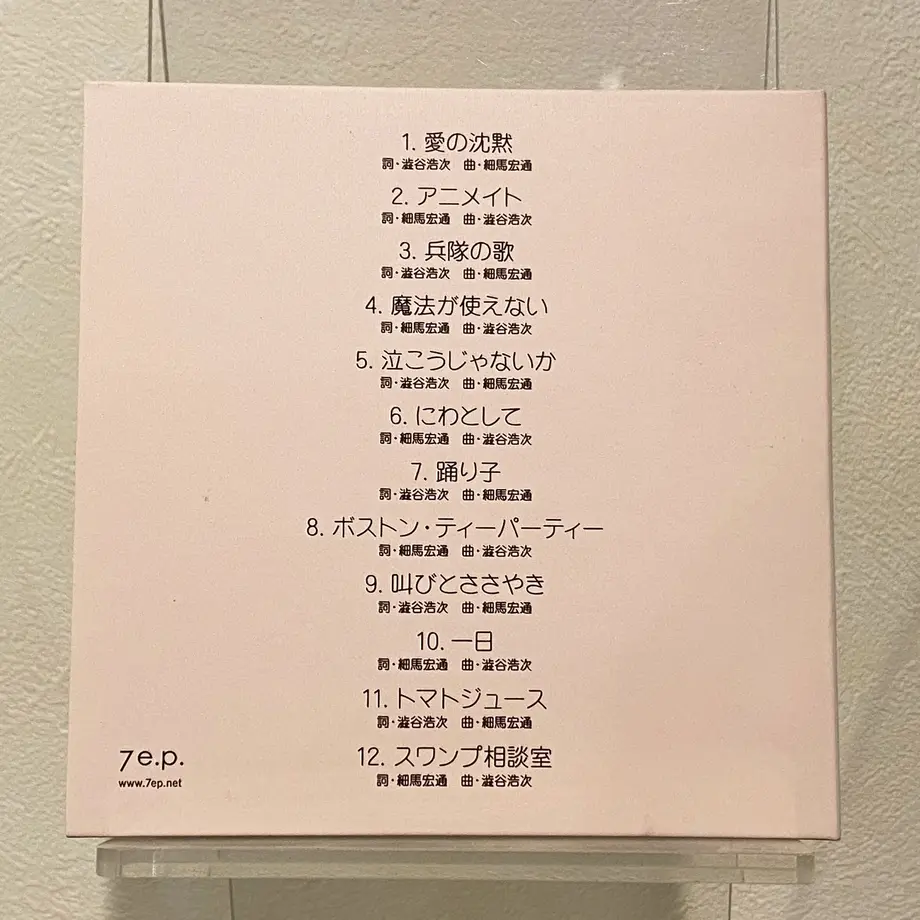 1. 愛の沈黙
詞・澁谷浩次　曲・細馬宏通
2. アニメイト
詞・細馬宏通　曲・澁谷浩次
3. 兵隊の歌
詞・澁谷浩次　曲・細馬宏通
4. 魔法が使えない
詞・細馬宏通　曲・澁谷浩次
5. 泣こうじゃないか
詞・澁谷浩次　曲・細馬宏通
6. にわとして
詞・細馬宏通　曲・澁谷浩次
7. 踊り子
詞・澁谷浩次　曲・細馬宏通
8. ボストン・ティーパーティー
詞・細馬宏通　曲・澁谷浩次
9. 叫びとささやき
詞・澁谷浩次　曲・細馬宏通
10. 一日
詞・細馬宏通　曲・澁谷浩次
11. トマトジュース
詞・澁谷浩次　曲・細馬宏通
12. スワンプ相談室
詞・細馬宏通　曲・澁谷浩次
7e.p.
www.7ep.net